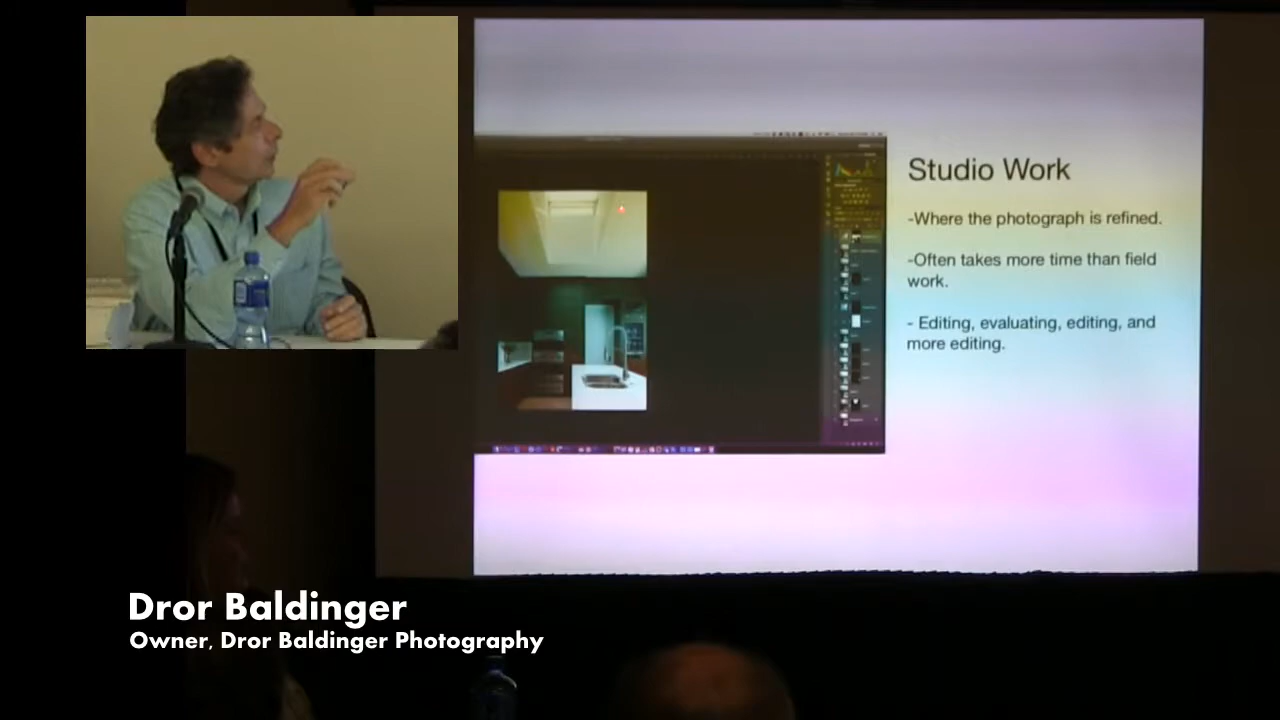 Studio Work
-Where the photograph is refined.
-Often takes more time than field
work.
- Editing, evaluating, editing, and
more editing.
Dror Baldinger
Owner, Dror Baldinger Photography